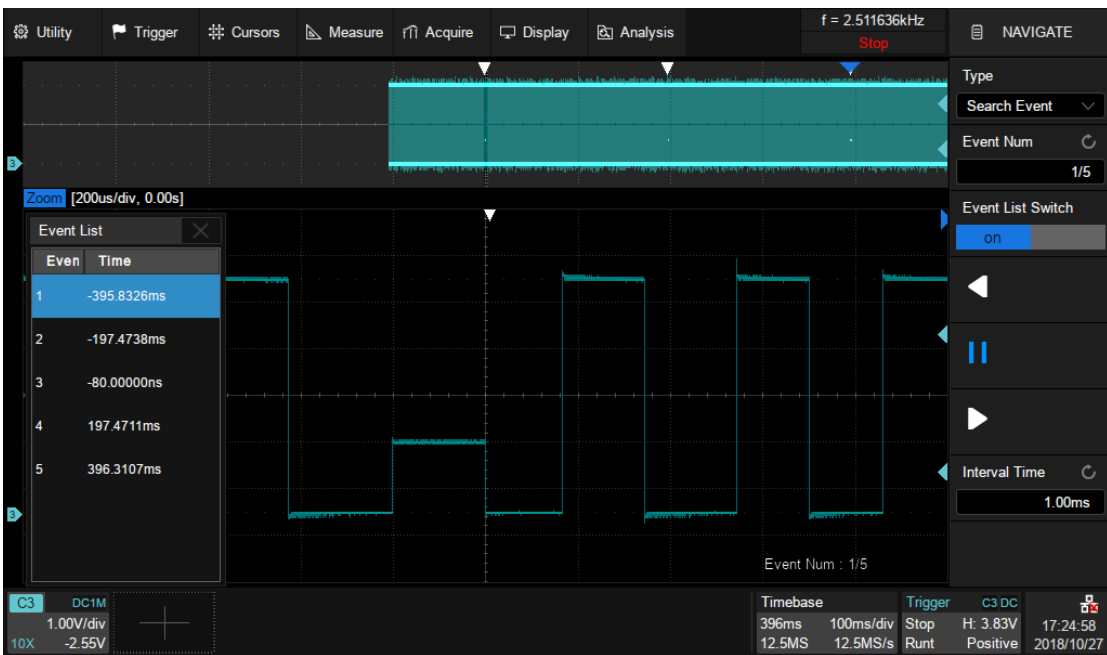 Utility Trigger Cursors Measure Acquire Display Analysis
f = 2.511636kHz
Stop
NAVIGATE
Type
Search Event
Event Num
1/5
Event List Switch
on
Interval Time
1.00ms
3
Zoom [200us/div, 0.00s]
Event List
Even Time
1 -395.8326ms
2 -197.4738ms
3 -80.00000ns
4 197.4711ms
5 396.3107ms
3
Event Num : 1/5
C3 DC1M
1.00V/div
10X -2.55V
Timebase
396ms 100ms/div
12.5MS 12.5MS/s
Trigger C3 DC
Stop H: 3.83V
Runt Positive
17:24:58
2018/10/27